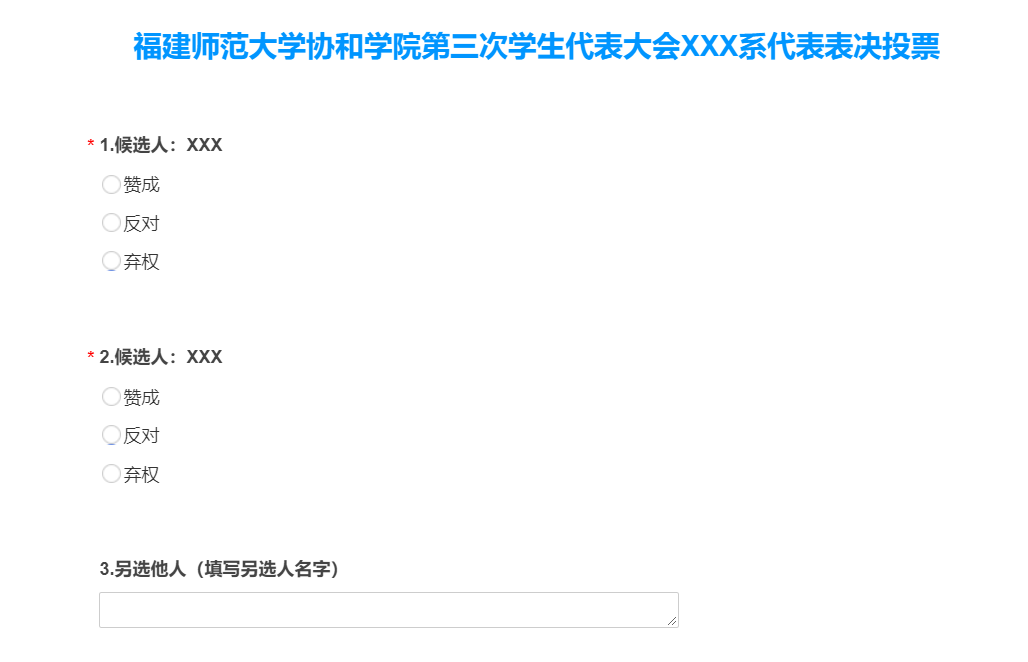 福建师范大学协和学院第三次学生代表大会XXX系代表表决投票
* 1.候选人：XXX
赞成
反对
弃权
* 2.候选人：XXX
赞成
反对
弃权
3.另选他人（填写另选人名字）